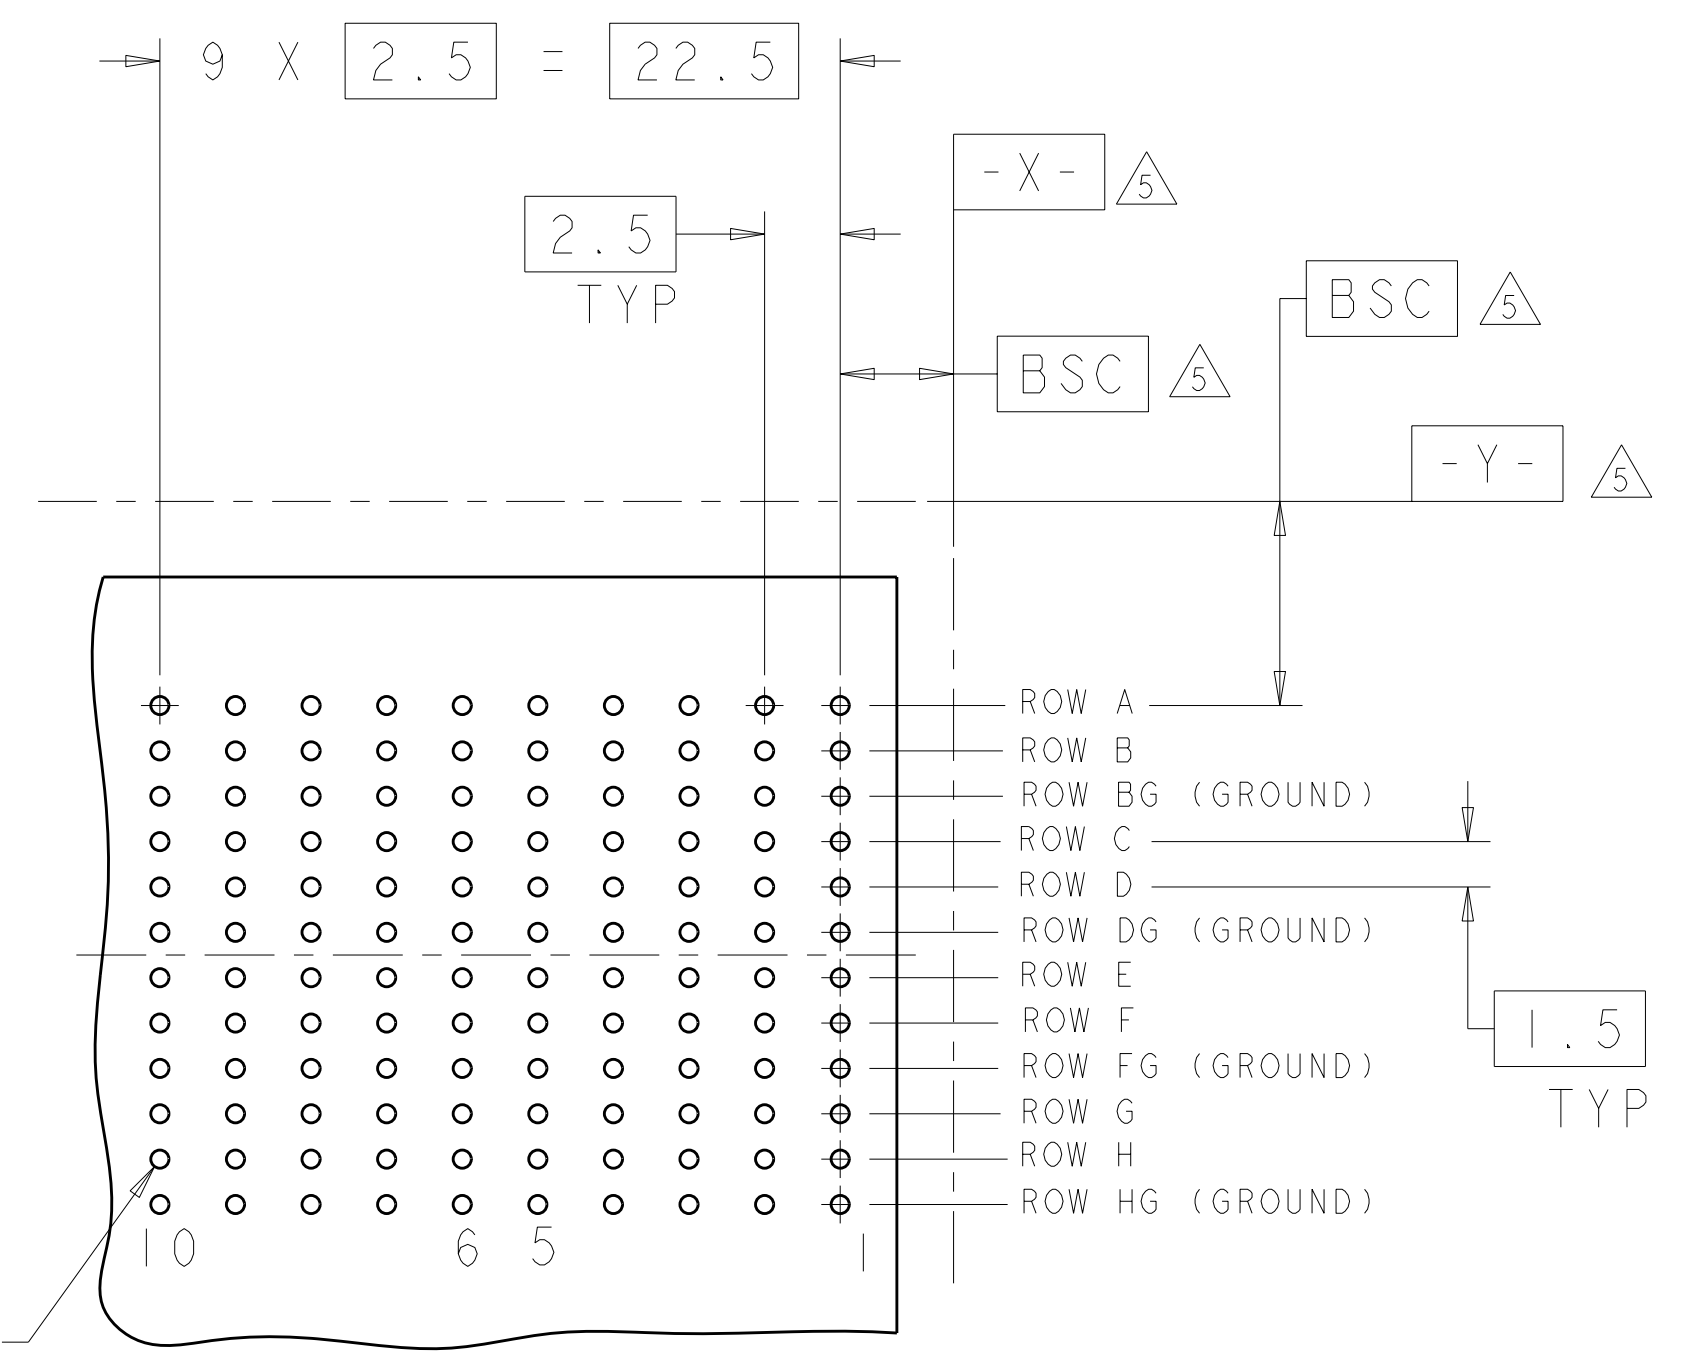 9 X 2.5 = 22.5
-X- 5
2.5
TYP
BSC 5
BSC 5
-Y- 5
ROW A
ROW B
ROW BG (GROUND)
ROW C
ROW D
ROW DG (GROUND)
ROW E
ROW F
1.5
TYP
ROW FG (GROUND)
ROW G
ROW H
ROW HG (GROUND)
10 6 5 1